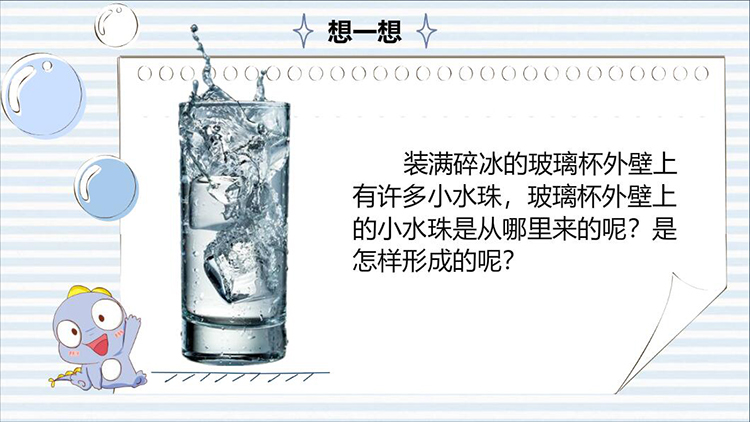 想一想
装满碎冰的玻璃杯外壁上
有许多小水珠，玻璃杯外壁上
的小水珠是从哪里来的呢？是
怎样形成的呢？